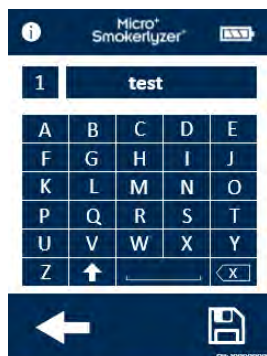 i
Micro+
Smokerlyzer®
1 test
A B C D E
F G H I J
K L M N O
P Q R S T
U V W X Y
Z X